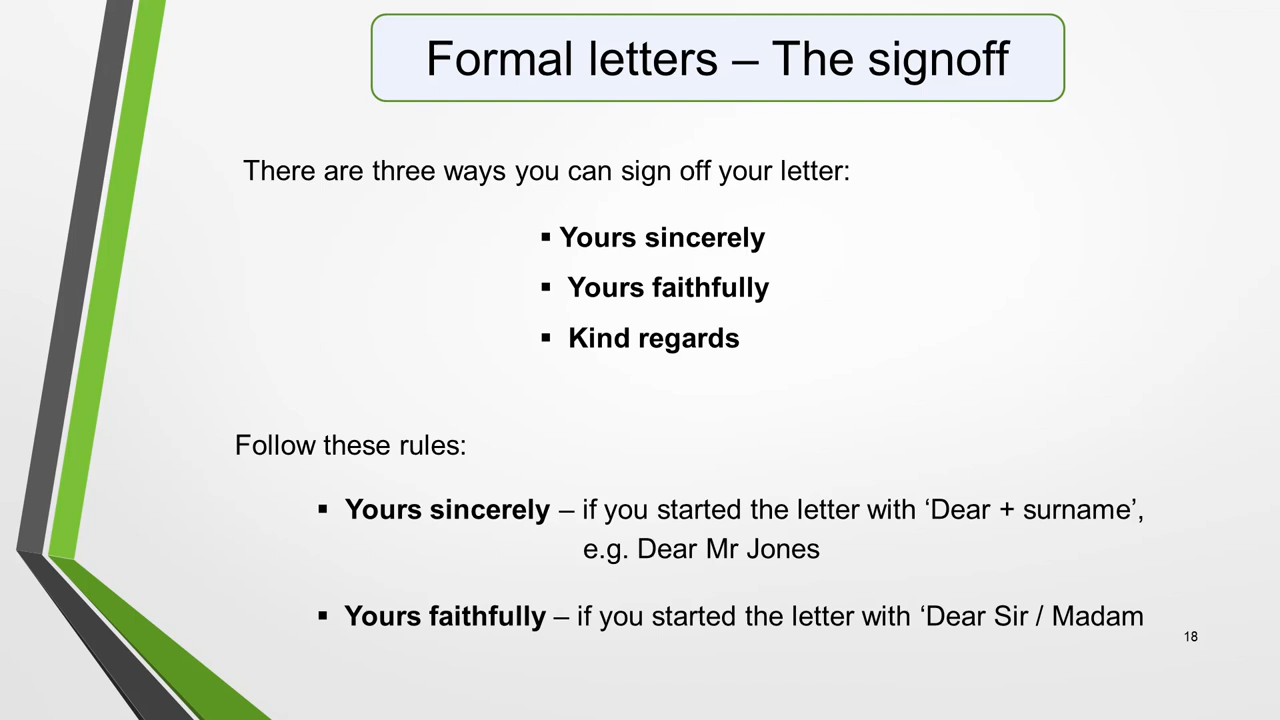 Formal letters – The signoff
There are three ways you can sign off your letter:
▪ Yours sincerely
▪ Yours faithfully
▪ Kind regards
Follow these rules:
▪ Yours sincerely – if you started the letter with ‘Dear + surname’,
e.g. Dear Mr Jones
▪ Yours faithfully – if you started the letter with ‘Dear Sir / Madam
18